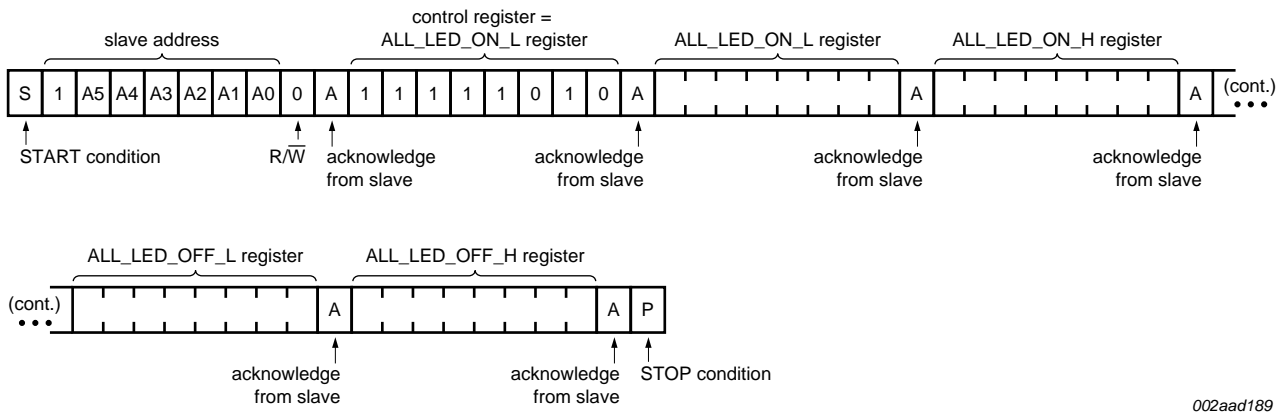 control register =
slave address ALL_LED_ON_L register ALL_LED_ON_L register ALL_LED_ON_H register
S 1 A5 A4 A3 A2 A1 A0 0 A 1 1 1 1 1 0 1 0 A A A (cont.)
START condition R/W̅ acknowledge from slave acknowledge from slave acknowledge from slave acknowledge from slave
ALL_LED_OFF_L register ALL_LED_OFF_H register
(cont.) A A P
acknowledge from slave acknowledge from slave STOP condition
002aad189